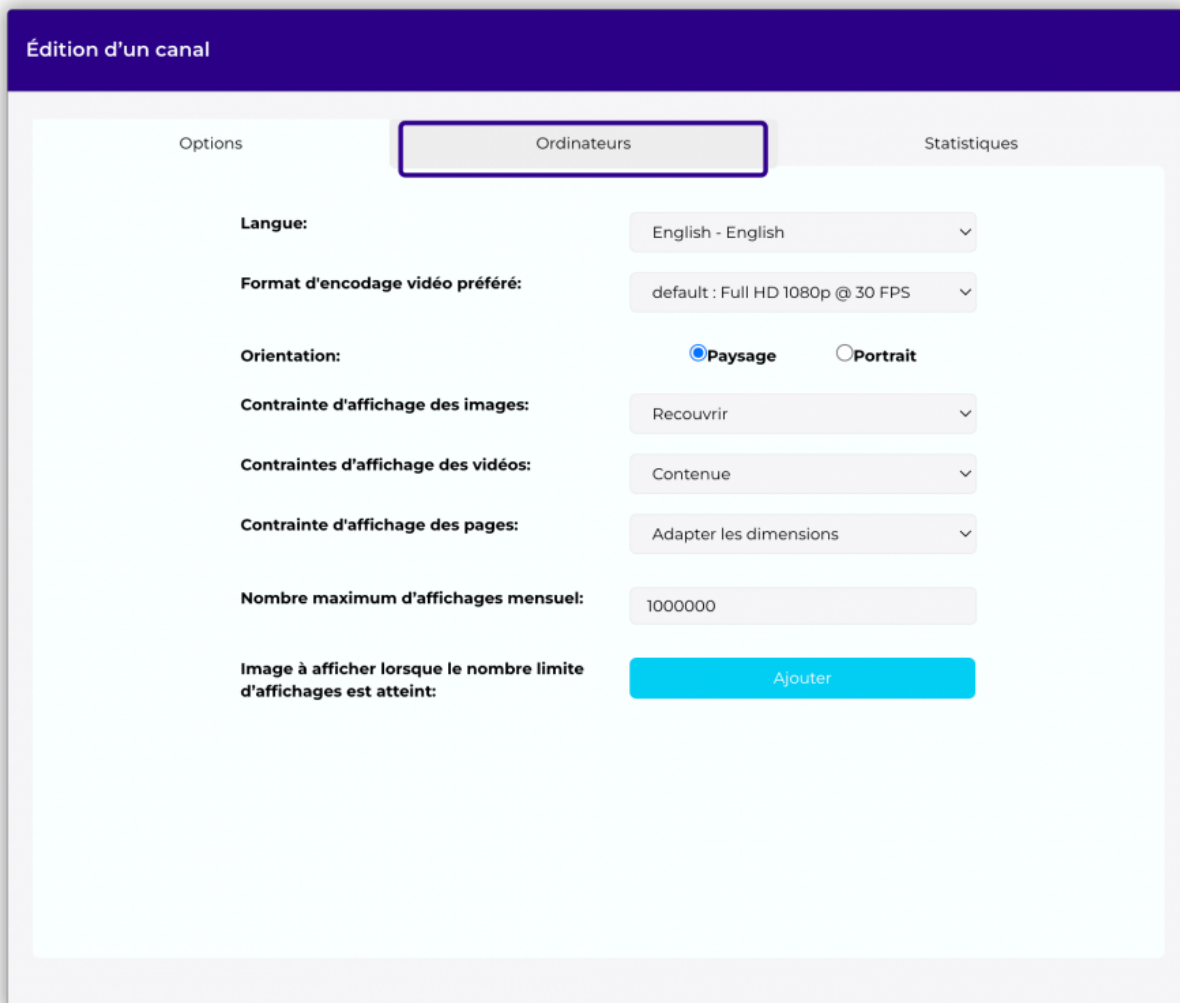 Édition d’un canal
Options Ordinateurs Statistiques
Langue: English - English
Format d'encodage vidéo préféré: default : Full HD 1080p @ 30 FPS
Orientation: Paysage Portrait
Contrainte d'affichage des images: Recouvrir
Contraintes d’affichage des vidéos: Contenue
Contrainte d'affichage des pages: Adapter les dimensions
Nombre maximum d’affichages mensuel: 1000000
Image à afficher lorsque le nombre limite
d’affichages est atteint:
Ajouter